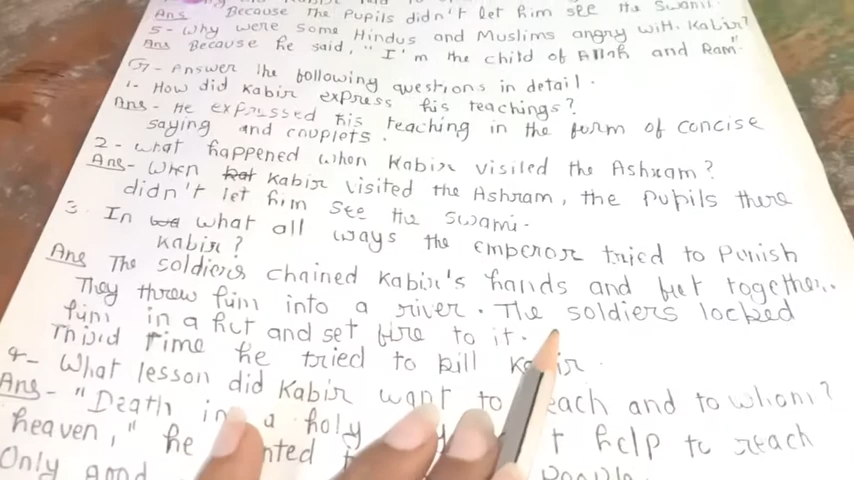 Ans Because The Pupils didn't let him see the Swami.
5- Why were some Hindus and Muslims angry with Kabir?
Ans Because he said, "I'm the child of Allah and Ram"
Answer the following questions in detail.
1- How did Kabir express his teachings?
Ans- He expressed his teaching in the form of concise
saying and couplets.
2- what happened when Kabir visited the Ashram?
Ans- When Kabir visited the Ashram, the Pupils there
didn't let him see the Swami.
3. In what all ways the emperor tried to Punish
Kabir?
Ans The soldiers chained Kabir's hands and feet together.
They threw him into a river. The soldiers locked
him in a hut and set fire to it.
Third time he tried to kill
4- What lesson did Kabir want to and to whom?
Ans- "Death in a holy
heaven," he help to reach
Only good People.